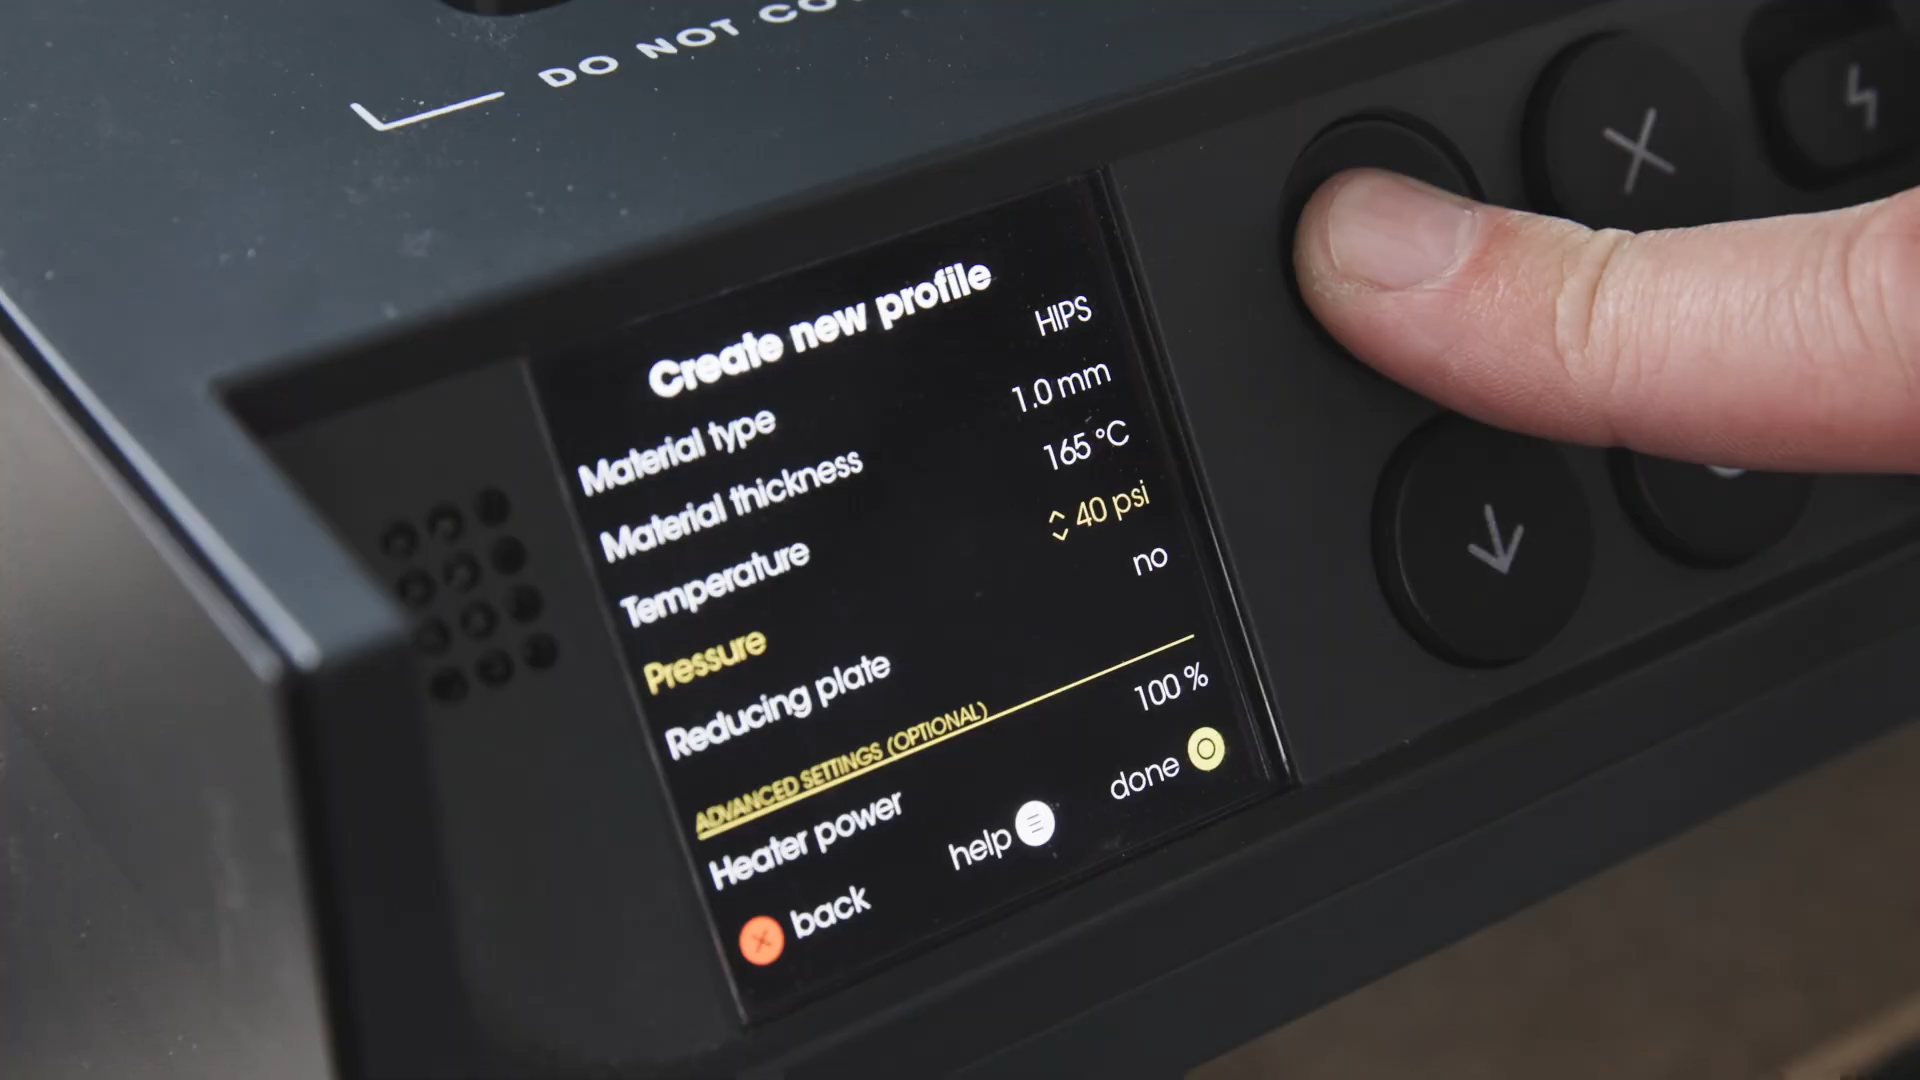 DO NOT
Create new profile
Material type HIPS
Material thickness 1.0 mm
Temperature 165 °C
Pressure 40 psi
Reducing plate no
ADVANCED SETTINGS (OPTIONAL)
Heater power 100 %
back help done